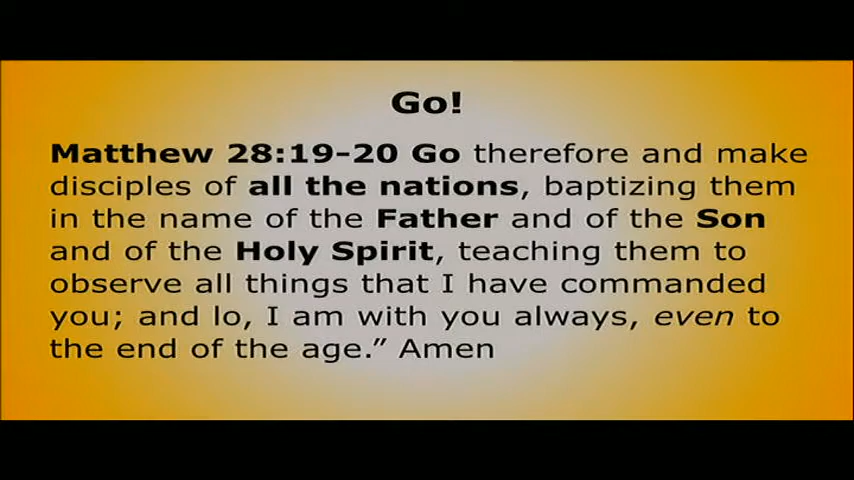 Go!
Matthew 28:19-20 Go therefore and make
disciples of all the nations, baptizing them
in the name of the Father and of the Son
and of the Holy Spirit, teaching them to
observe all things that I have commanded
you; and lo, I am with you always, even to
the end of the age.” Amen